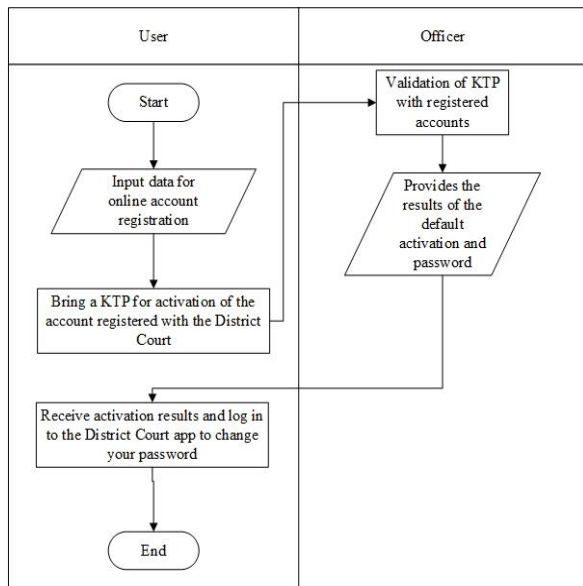 User
Officer
Start
Input data for
online account
registration
Bring a KTP for activation of the
account registered with the District
Court
Validation of KTP
with registered
accounts
Provides the
results of the
default
activation and
password
Receive activation results and log in
to the District Court app to change
your password
End